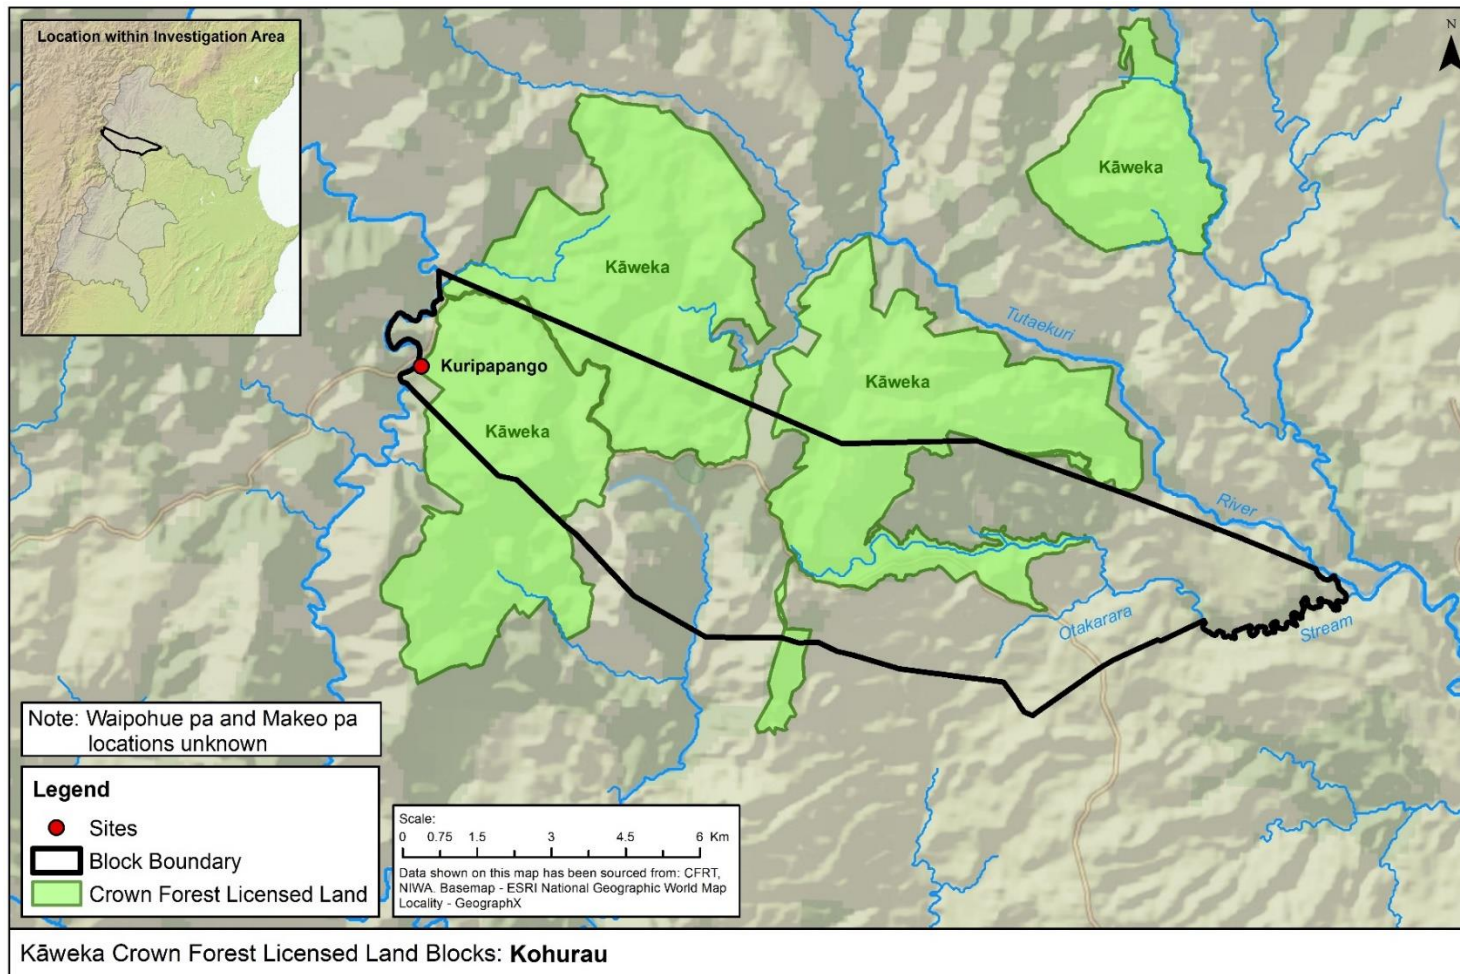 Location within Investigation Area
N
Kāweka
Kāweka
Tutaekuri
Kuripapango
Kāweka
Kāweka
River
Otakarara
Stream
Note: Waipohue pa and Makeo pa
locations unknown
Legend
Sites
Block Boundary
Crown Forest Licensed Land
Scale:
0 0.75 1.5 3 4.5 6 Km
Data shown on this map has been sourced from: CFRT,
NIWA. Basemap - ESRI National Geographic World Map
Locality - GeographX
Kāweka Crown Forest Licensed Land Blocks: Kohurau